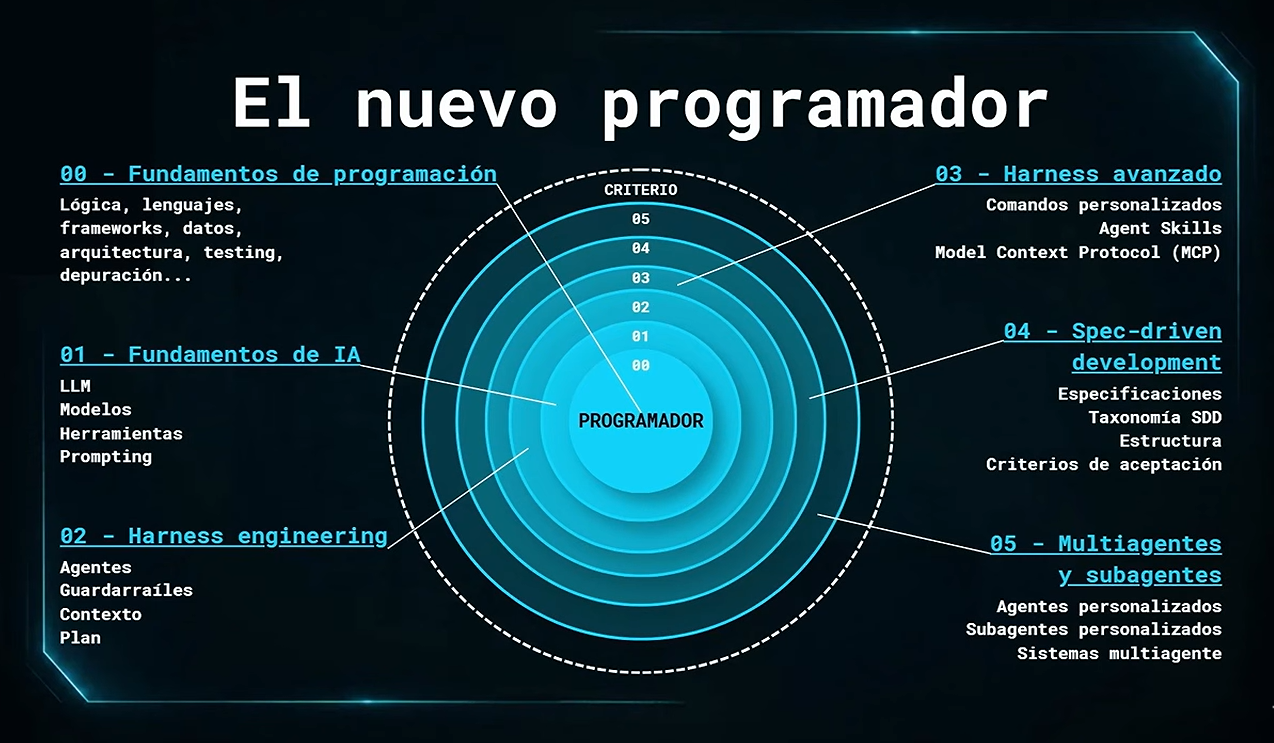 El nuevo programador
00 - Fundamentos de programación
Lógica, lenguajes,
frameworks, datos,
arquitectura, testing,
depuración...
01 - Fundamentos de IA
LLM
Modelos
Herramientas
Prompting
02 - Harness engineering
Agentes
Guardarraíles
Contexto
Plan
CRITERIO
05
04
03
02
01
00
PROGRAMADOR
03 - Harness avanzado
Comandos personalizados
Agent Skills
Model Context Protocol (MCP)
04 - Spec-driven
development
Especificaciones
Taxonomía SDD
Estructura
Criterios de aceptación
05 - Multiagentes
y subagentes
Agentes personalizados
Subagentes personalizados
Sistemas multiagente